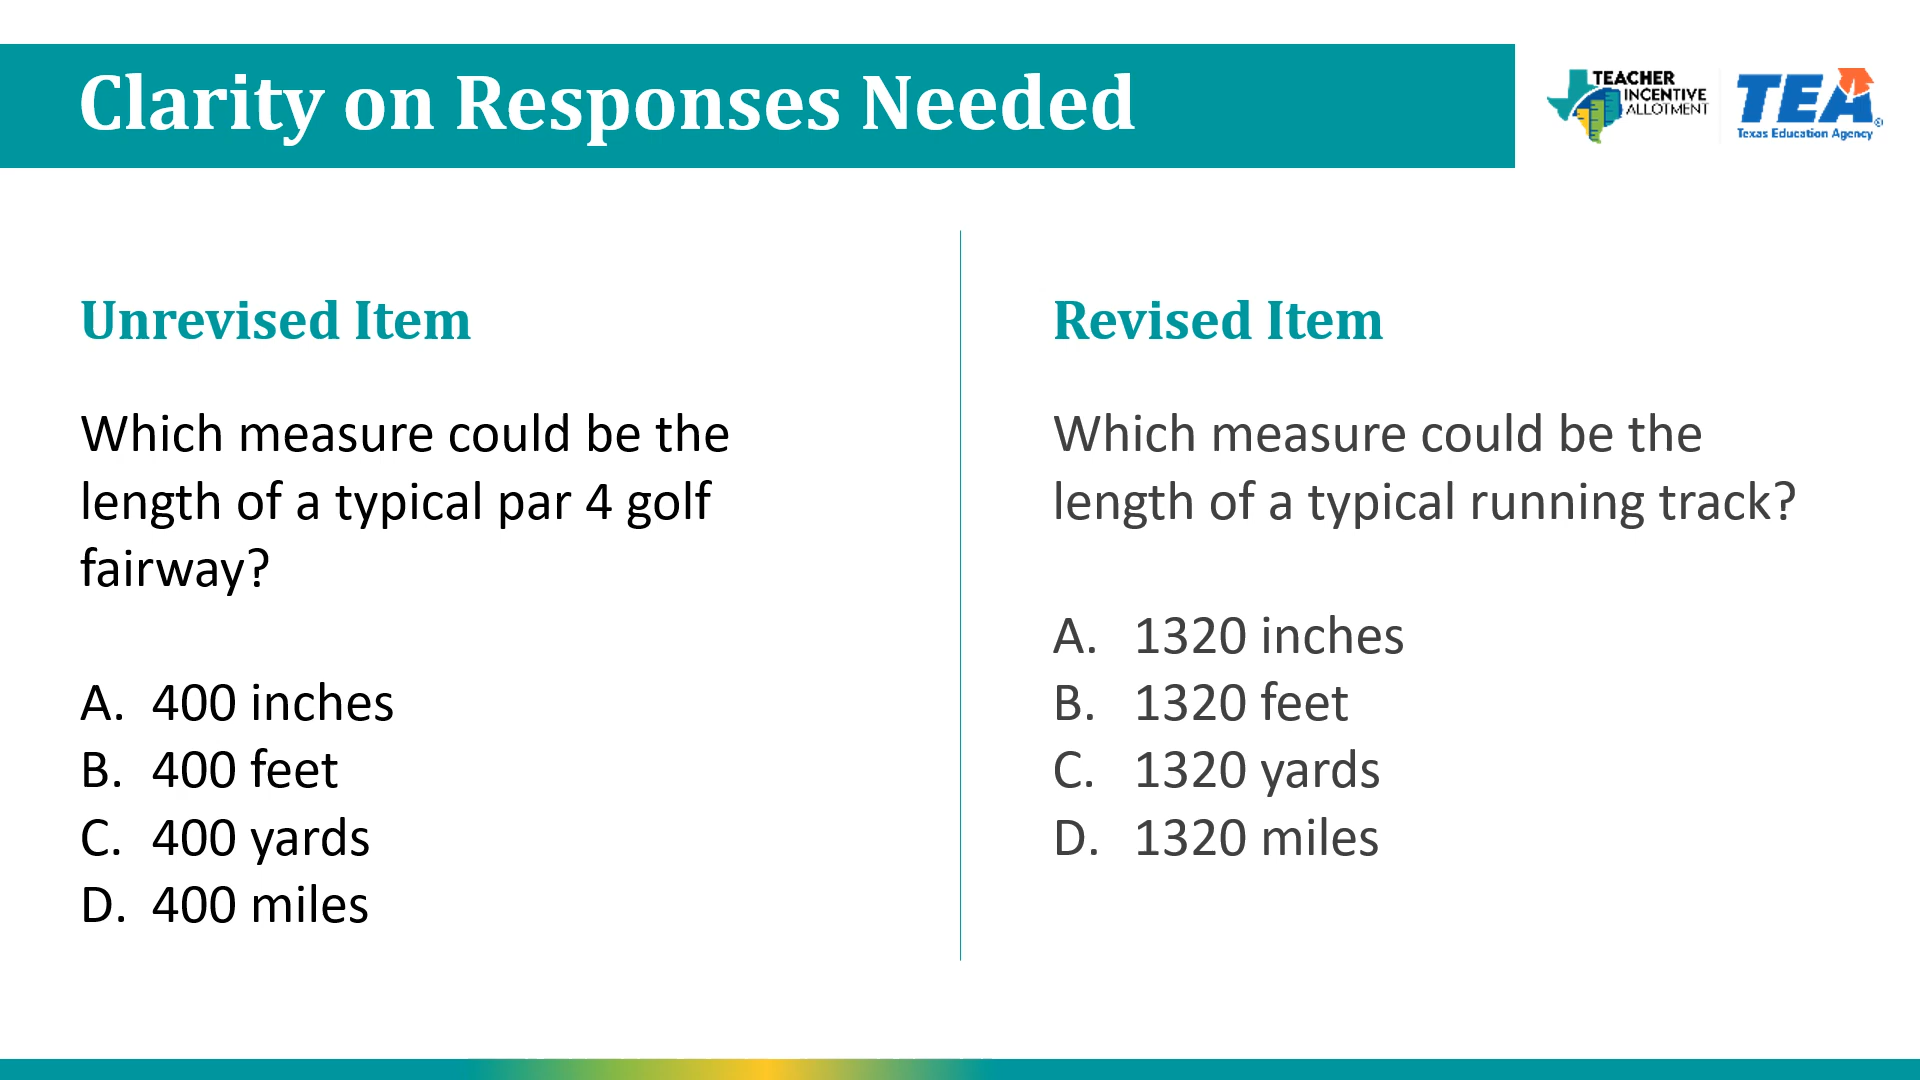 Clarity on Responses Needed
TEACHER
INCENTIVE
ALLOTMENT
TEA®
Texas Education Agency
Unrevised Item
Which measure could be the
length of a typical par 4 golf
fairway?
A. 400 inches
B. 400 feet
C. 400 yards
D. 400 miles
Revised Item
Which measure could be the
length of a typical running track?
A. 1320 inches
B. 1320 feet
C. 1320 yards
D. 1320 miles